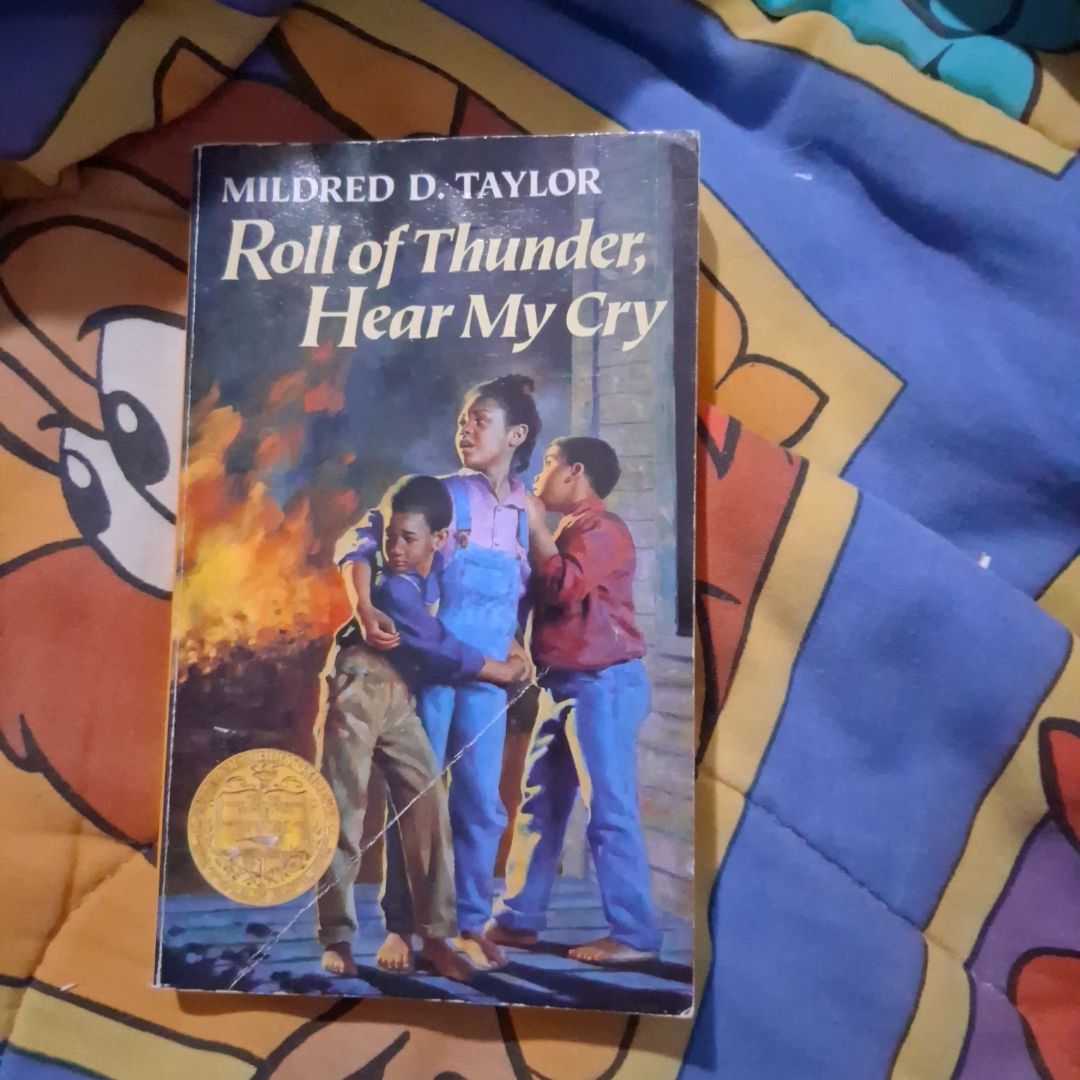 MILDRED D. TAYLOR
Roll of Thunder,
Hear My Cry